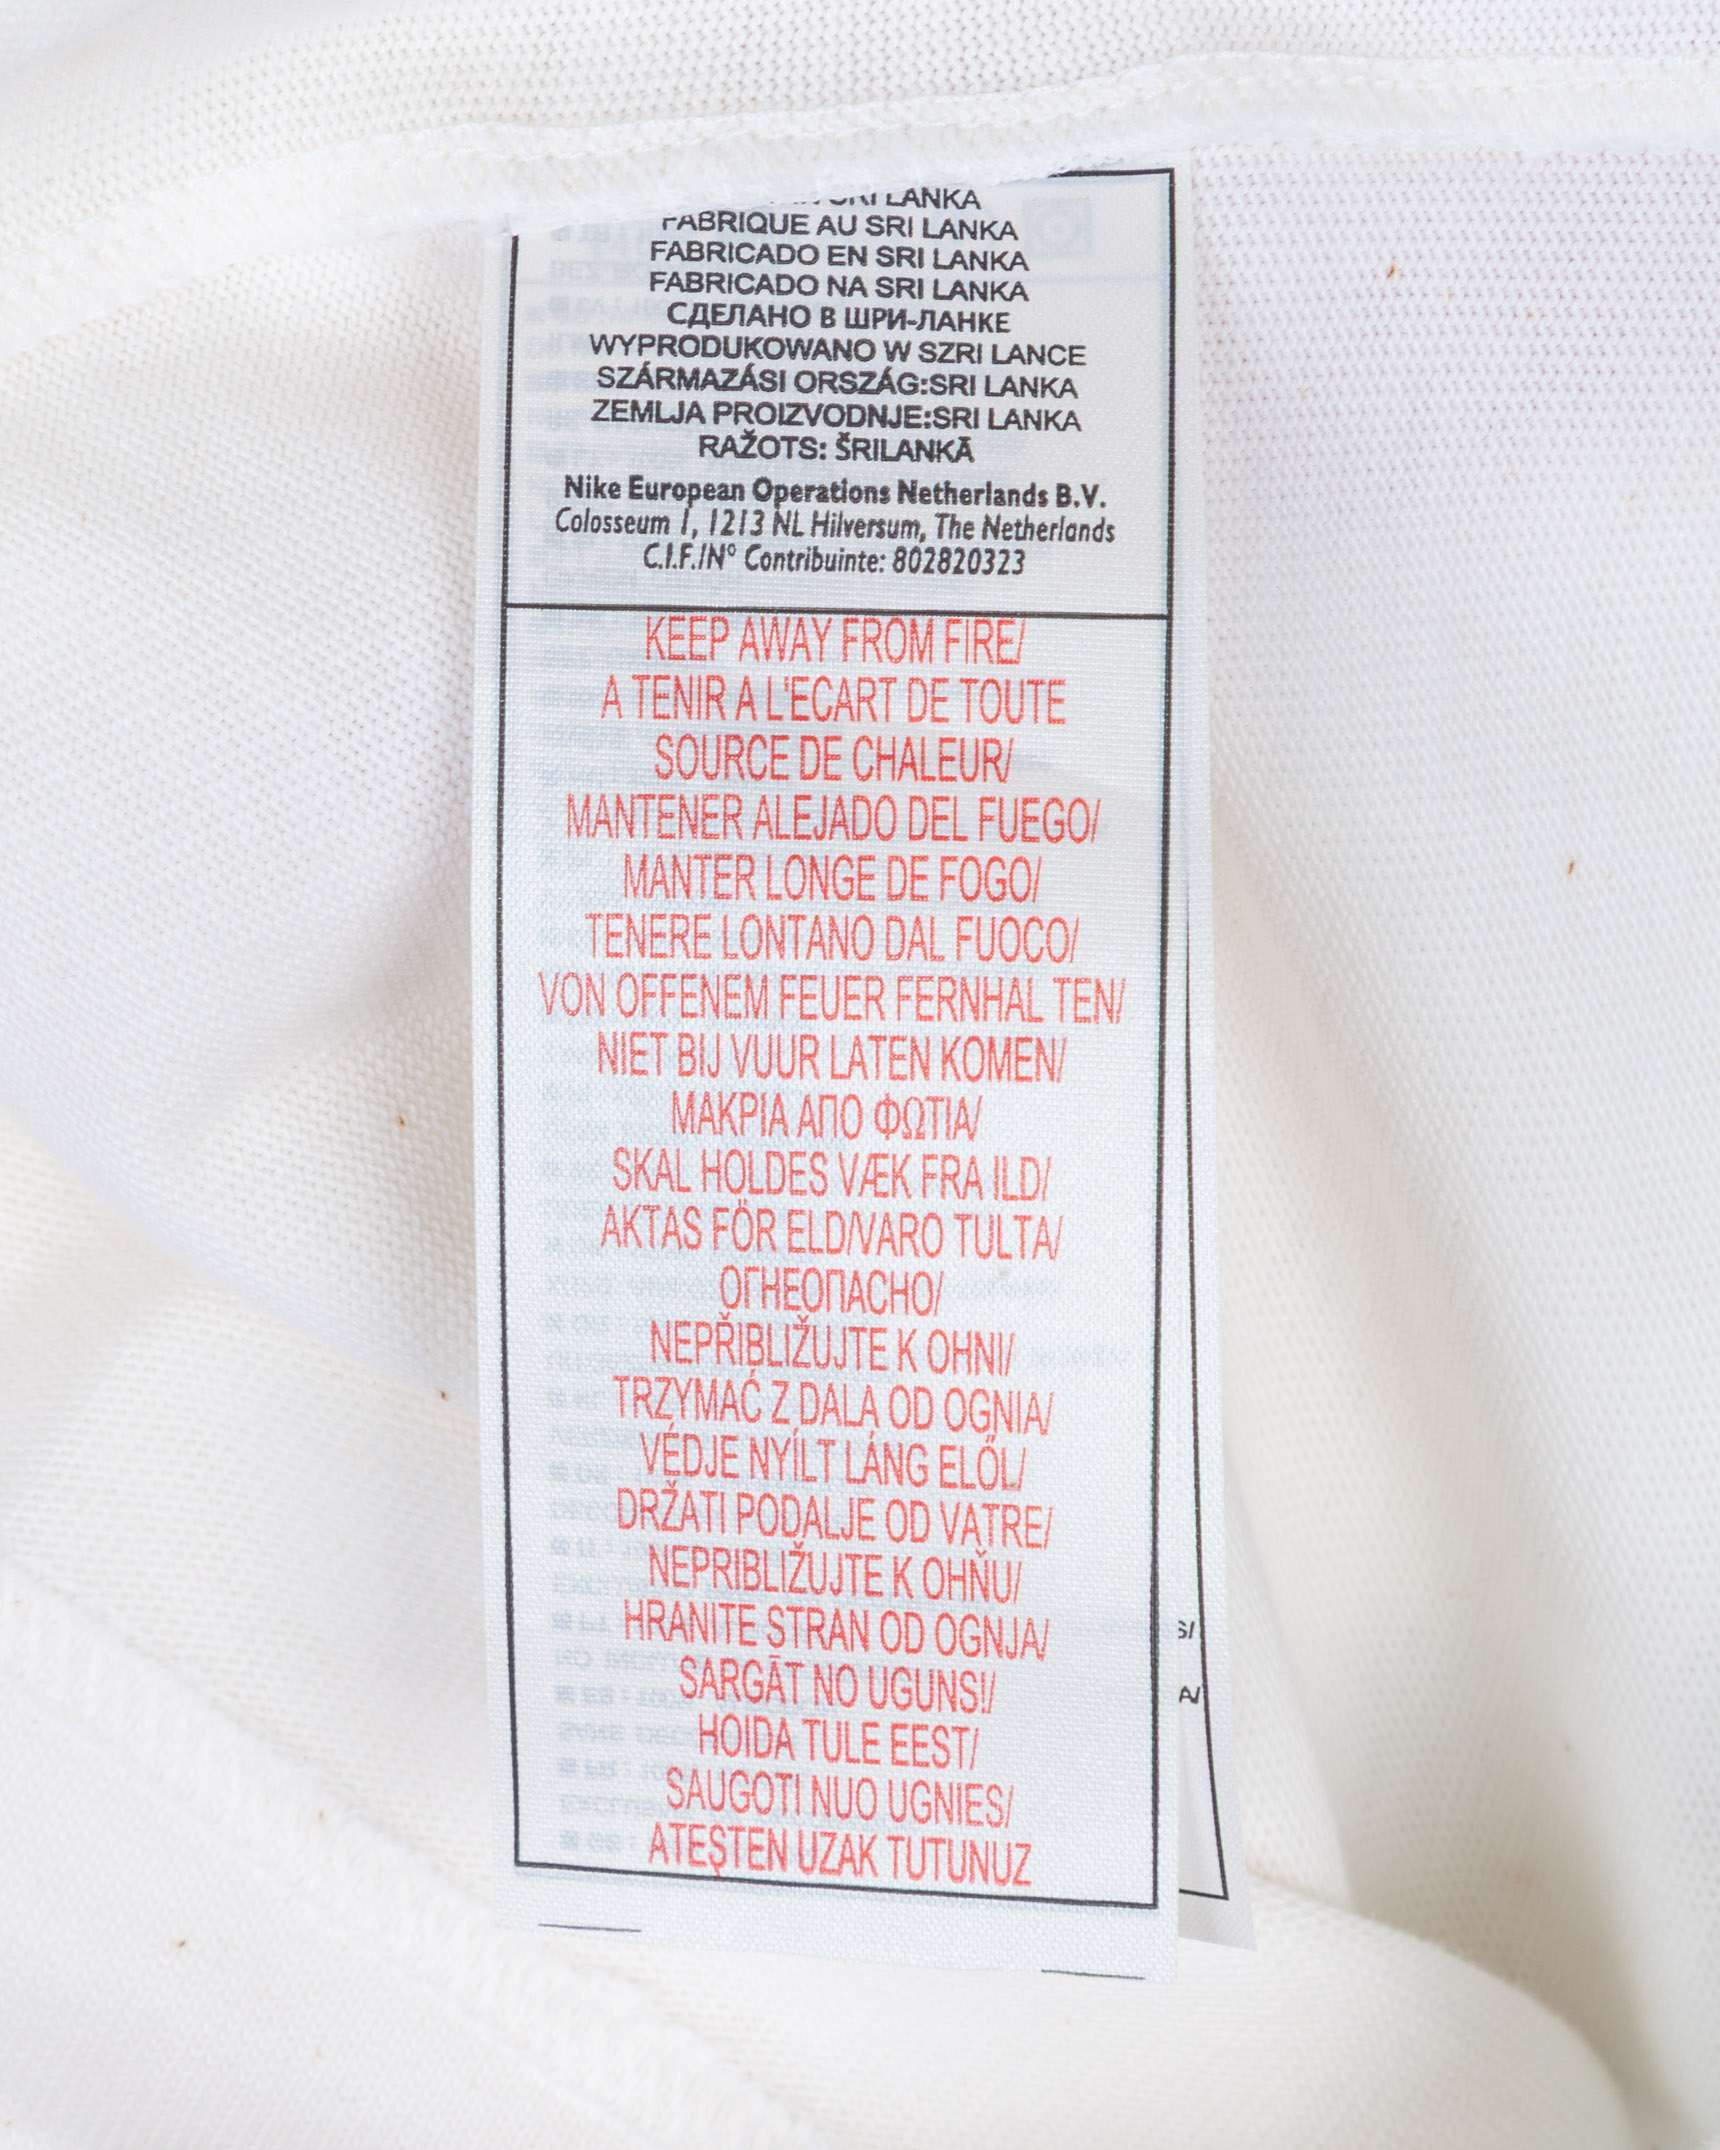 SRI LANKA
FABRIQUE AU SRI LANKA
FABRICADO EN SRI LANKA
FABRICADO NA SRI LANKA
СДЕЛАНО В ШРИ-ЛАНКЕ
WYPRODUKOWANO W SZRI LANCE
SZÁRMAZÁSI ORSZÁG:SRI LANKA
ZEMLJA PROIZVODNJE:SRI LANKA
RAŽOTS: ŠRILANKĀ
Nike European Operations Netherlands B.V.
Colosseum 1, 1213 NL Hilversum, The Netherlands
C.I.F./N° Contribuinte: 802820323
KEEP AWAY FROM FIRE/
A TENIR A L'ECART DE TOUTE
SOURCE DE CHALEUR/
MANTENER ALEJADO DEL FUEGO/
MANTER LONGE DE FOGO/
TENERE LONTANO DAL FUOCO/
VON OFFENEM FEUER FERNHAL TEN/
NIET BIJ VUUR LATEN KOMEN/
ΜΑΚΡΙΑ ΑΠΟ ΦΩΤΙΑ/
SKAL HOLDES VÆK FRA ILD/
AKTAS FÖR ELD/VARO TULTA/
ОГНЕОПАСНО/
NEPŘIBLIŽUJTE K OHNI/
TRZYMAĆ Z DALA OD OGNIA/
VÉDJE NYÍLT LÁNG ELŐL/
DRŽATI PODALJE OD VATRE/
NEPRIBLIŽUJTE K OHŇU/
HRANITE STRAN OD OGNJA/
SARGĀT NO UGUNS!/
HOIDA TULE EEST/
SAUGOTI NUO UGNIES/
ATEŞTEN UZAK TUTUNUZ